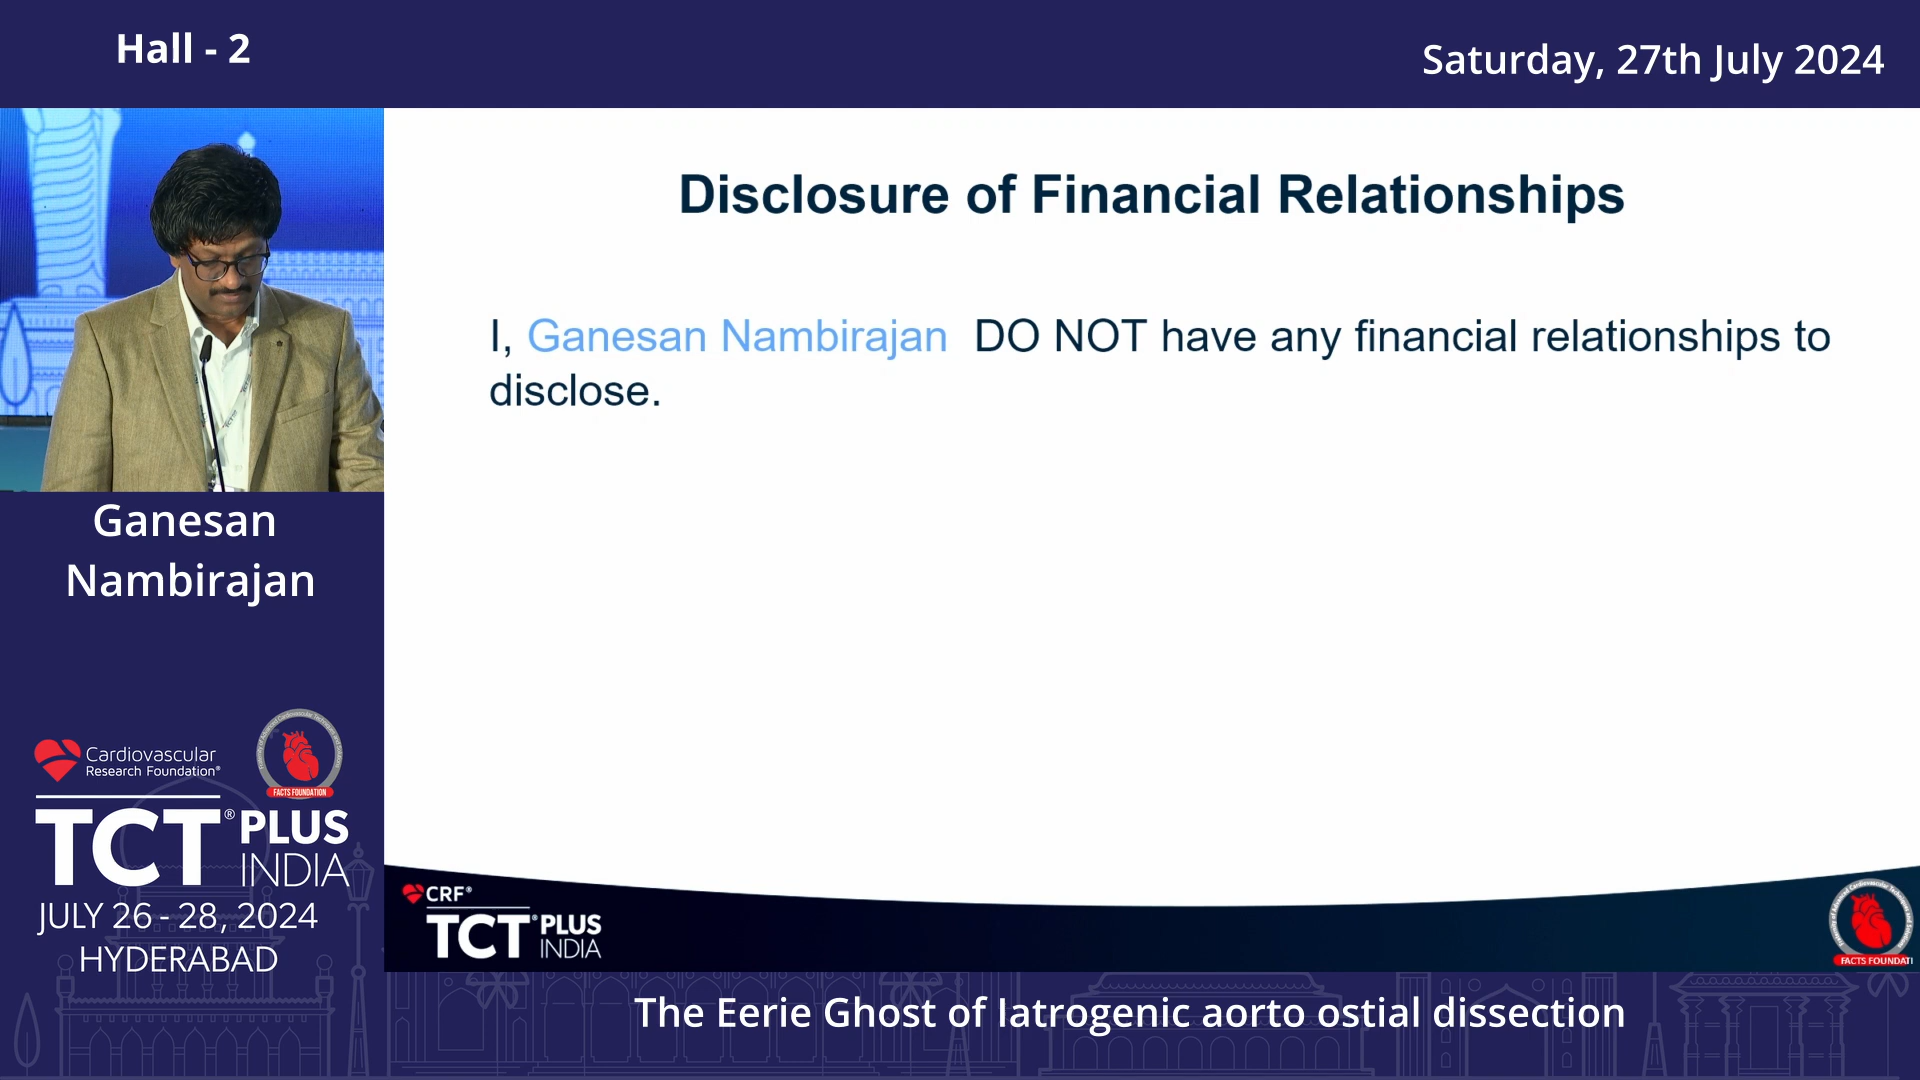 Hall - 2
Saturday, 27th July 2024
Disclosure of Financial Relationships
I, Ganesan Nambirajan DO NOT have any financial relationships to
disclose.
Ganesan
Nambirajan
Cardiovascular
Research Foundation®
FACTS FOUNDATION
TCT® PLUS
INDIA
JULY 26 - 28, 2024
HYDERABAD
CRF®
TCT® PLUS
INDIA
FACTS FOUNDATI
The Eerie Ghost of Iatrogenic aorto ostial dissection